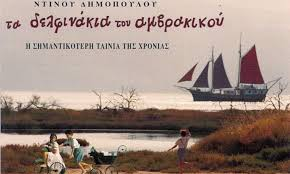 ΝΤΙΝΟΥ ΔΗΜΟΠΟΥΛΟΥ
τα δελφινάκια του αμβρακικού
Η ΣΗΜΑΝΤΙΚΟΤΕΡΗ ΤΑΙΝΙΑ ΤΗΣ ΧΡΟΝΙΑΣ